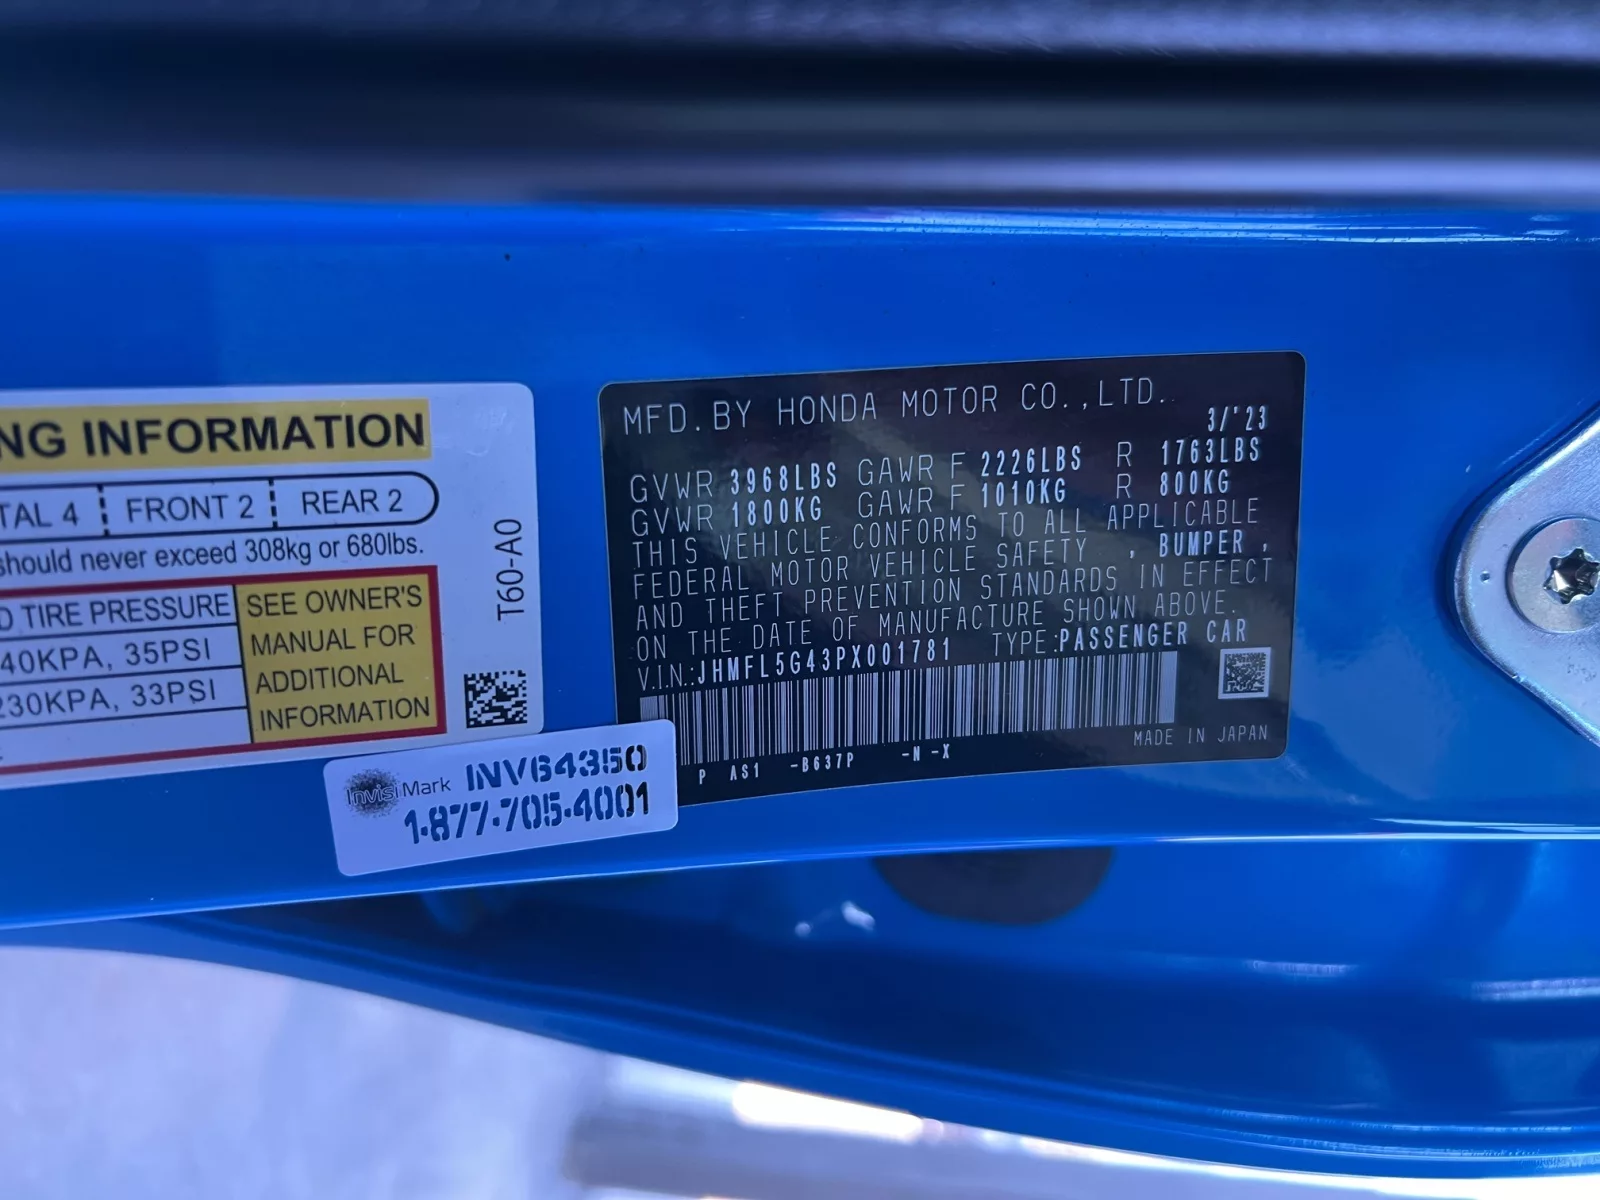 NG INFORMATION
TAL 4 FRONT 2 REAR 2
should never exceed 308kg or 680lbs.
D TIRE PRESSURE
40KPA, 35PSI
230KPA, 33PSI
SEE OWNER'S
MANUAL FOR
ADDITIONAL
INFORMATION
T60-A0
InvisiMark INV64350
1-877-705-4001
MFD.BY HONDA MOTOR CO.,LTD.
3/'23
GVWR 3968LBS GAWR F 2226LBS R 1763LBS
GVWR 1800KG GAWR F 1010KG R 800KG
THIS VEHICLE CONFORMS TO ALL APPLICABLE
FEDERAL MOTOR VEHICLE SAFETY , BUMPER ,
AND THEFT PREVENTION STANDARDS IN EFFECT
ON THE DATE OF MANUFACTURE SHOWN ABOVE.
V.I.N.:JHMFL5G43PX001781 TYPE:PASSENGER CAR
P AS1 -B637P -N -X
MADE IN JAPAN